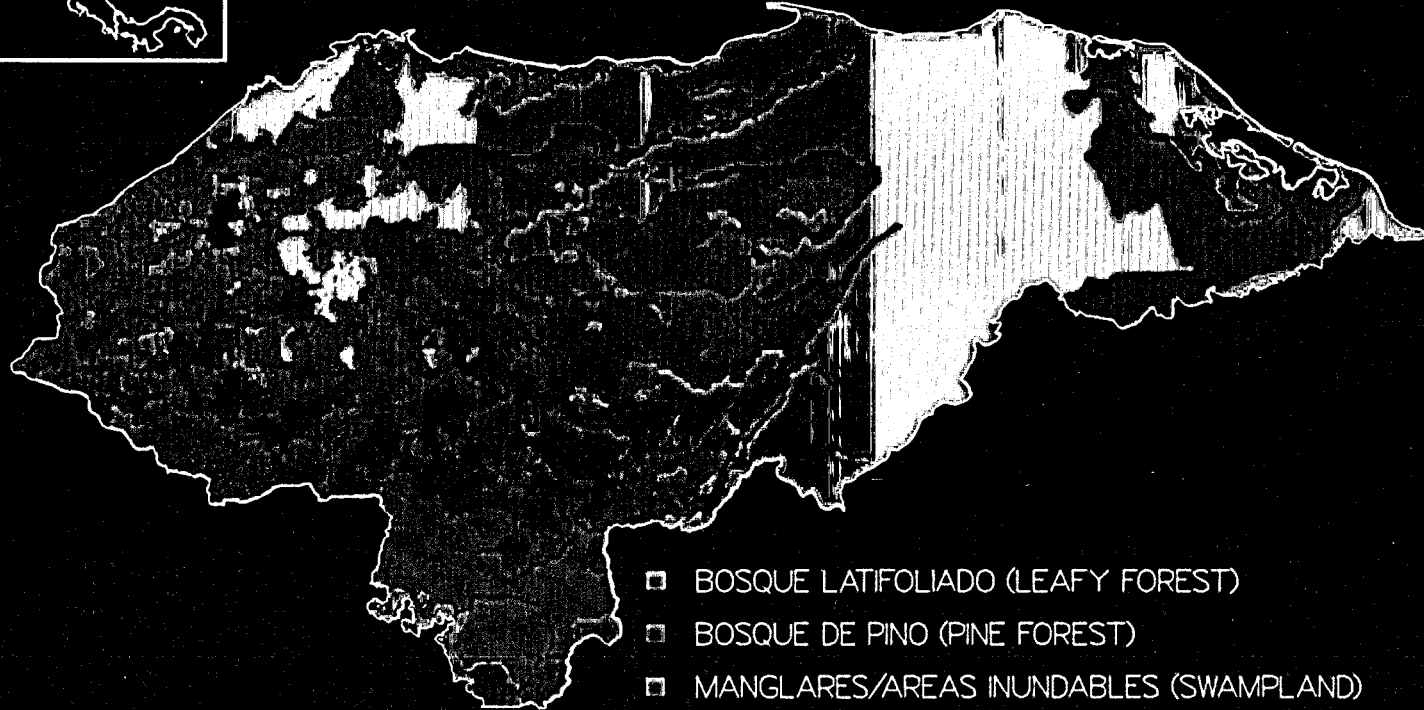 BOSQUE LATIFOLIADO (LEAFY FOREST)
BOSQUE DE PINO (PINE FOREST)
MANGLARES/AREAS INUNDABLES (SWAMPLAND)